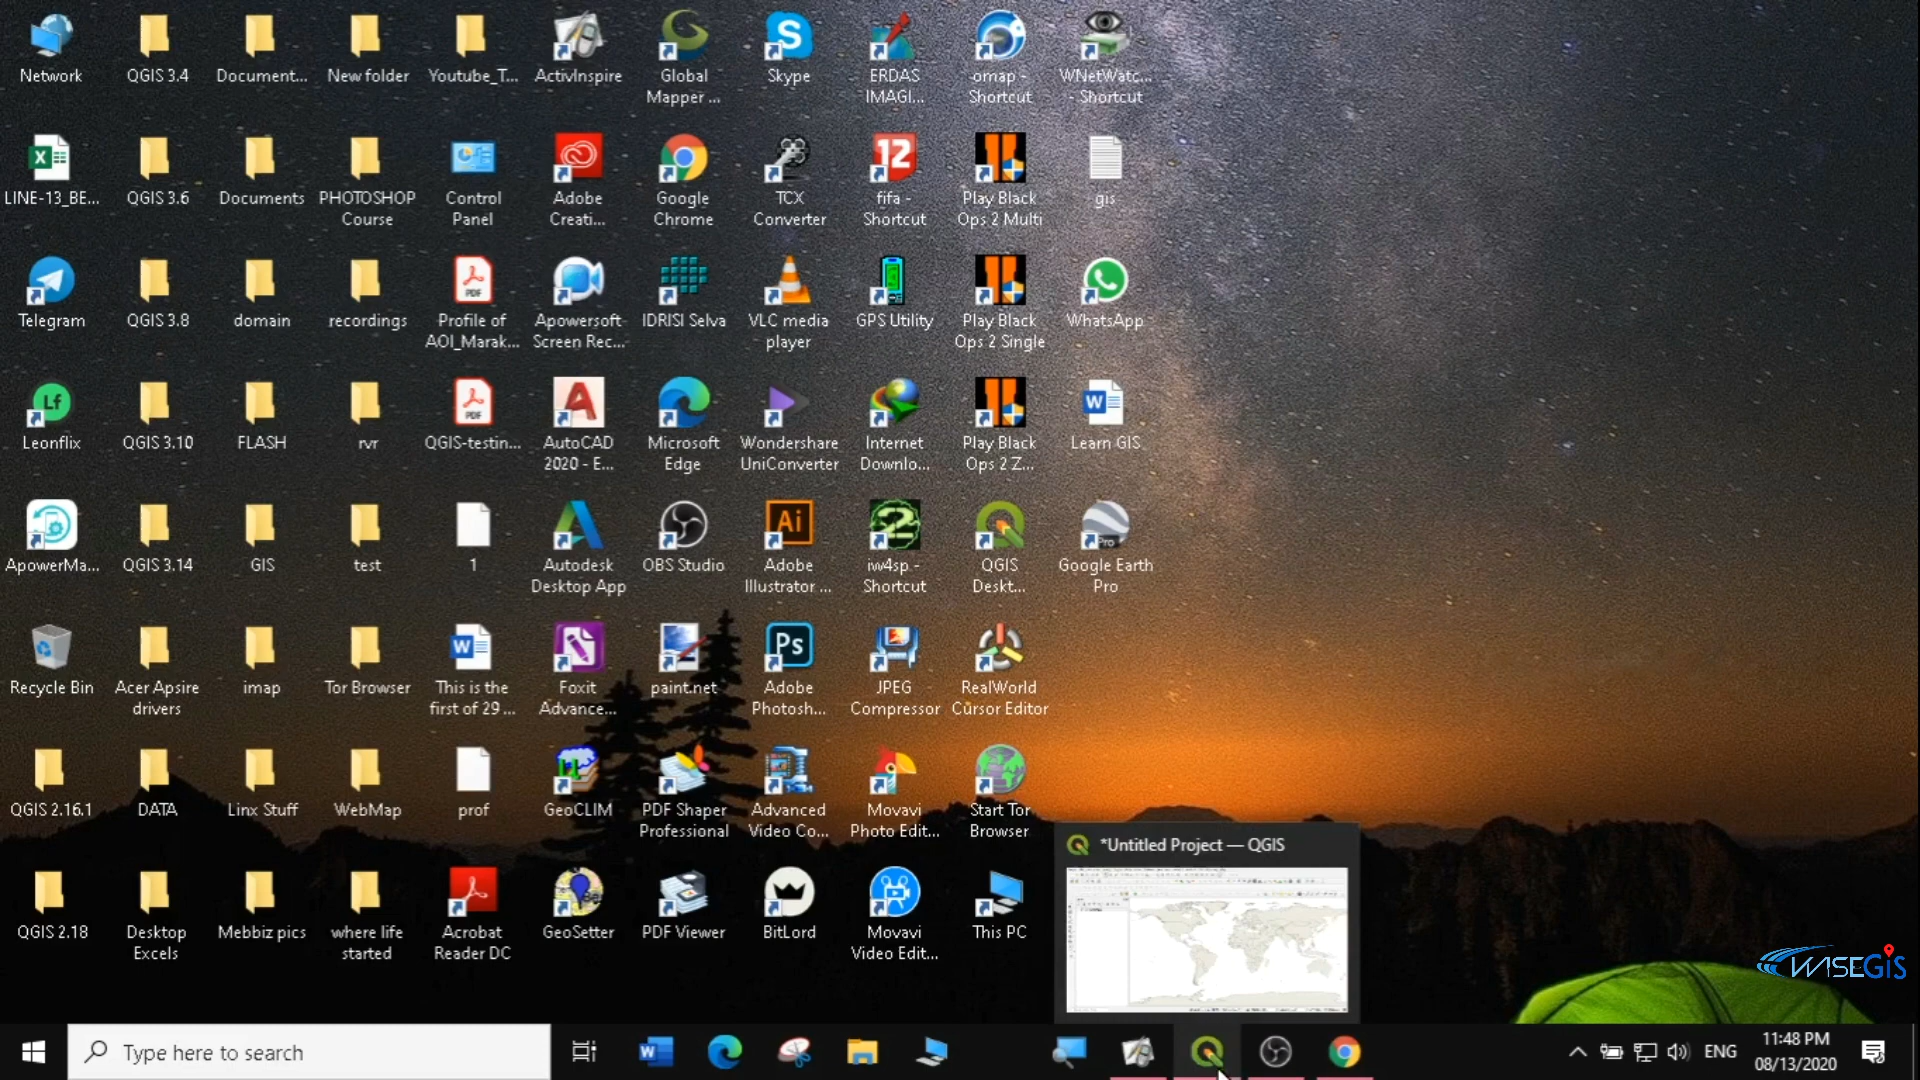 Network
QGIS 3.4
Document...
New folder
Youtube_T...
ActivInspire
Global
Mapper ...
Skype
ERDAS
IMAGI...
omap -
Shortcut
WNetWatc...
- Shortcut
LINE-13_BE...
QGIS 3.6
Documents
PHOTOSHOP
Course
Control
Panel
Adobe
Creati...
Google
Chrome
TCX
Converter
12
fifa -
Shortcut
Play Black
Ops 2 Multi
gis
Telegram
QGIS 3.8
domain
recordings
PDF
Profile of
AOI_Marak...
Apowersoft
Screen Rec...
IDRISI Selva
VLC media
player
GPS Utility
Play Black
Ops 2 Single
WhatsApp
Lf
Leonflix
QGIS 3.10
FLASH
rvr
PDF
QGIS-testin...
AutoCAD
2020 - E...
Microsoft
Edge
Wondershare
UniConverter
Internet
Downlo...
Play Black
Ops 2 Z...
Learn GIS
ApowerMa...
QGIS 3.14
GIS
test
1
Autodesk
Desktop App
OBS Studio
Ai
Adobe
Illustrator ...
2
iw4sp -
Shortcut
QGIS
Deskt...
Pro
Google Earth
Pro
Recycle Bin
Acer Apsire
drivers
imap
Tor Browser
This is the
first of 29 ...
Foxit
Advance...
paint.net
Ps
Adobe
Photosh...
JPEG
Compressor
RealWorld
Cursor Editor
QGIS 2.16.1
DATA
Linx Stuff
WebMap
prof
GeoCLIM
PDF Shaper
Professional
Advanced
Video Co...
Movavi
Photo Edit...
Start Tor
Browser
QGIS 2.18
Desktop
Excels
Mebbiz pics
where life
started
Acrobat
Reader DC
GeoSetter
PDF Viewer
BitLord
Movavi
Video Edit...
This PC
*Untitled Project — QGIS
WISEGIS
Type here to search
ENG
11:48 PM
08/13/2020